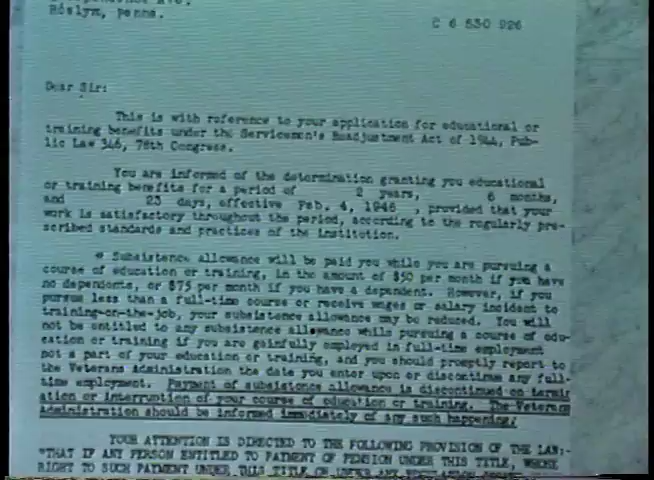 Roslyn, Penna.
C 6 530 926
Dear Sir:
This is with reference to your application for educational or
training benefits under the Servicemen's Readjustment Act of 1944, Pub-
lic Law 346, 78th Congress.
You are informed of the determination granting you educational
or training benefits for a period of 2 years, 6 months,
and 23 days, effective Feb. 4, 1946 , provided that your
work is satisfactory throughout the period, according to the regularly pre-
scribed standards and practices of the institution.
* Subsistence allowance will be paid you while you are pursuing a
course of education or training, in the amount of $50 per month if you have
no dependents, or $75 per month if you have a dependent. However, if you
pursue less than a full-time course or receive wages or salary incident to
training-on-the-job, your subsistence allowance may be reduced. You will
not be entitled to any subsistence allowance while pursuing a course of edu-
cation or training if you are gainfully employed in full-time employment
not a part of your education or training, and you should promptly report to
the Veterans Administration the date you enter upon or discontinue any full-
time employment. Payment of subsistence allowance is discontinued on termin
ation or interruption of your course of education or training. The Veterans
Administration should be informed immediately of any such happening.
YOUR ATTENTION IS DIRECTED TO THE FOLLOWING PROVISION OF THE LAW:-
"THAT IF ANY PERSON ENTITLED TO PAYMENT OF PENSION UNDER THIS TITLE, WHOSE
RIGHT TO SUCH PAYMENT UNDER THIS TITLE OR UNDER ANY